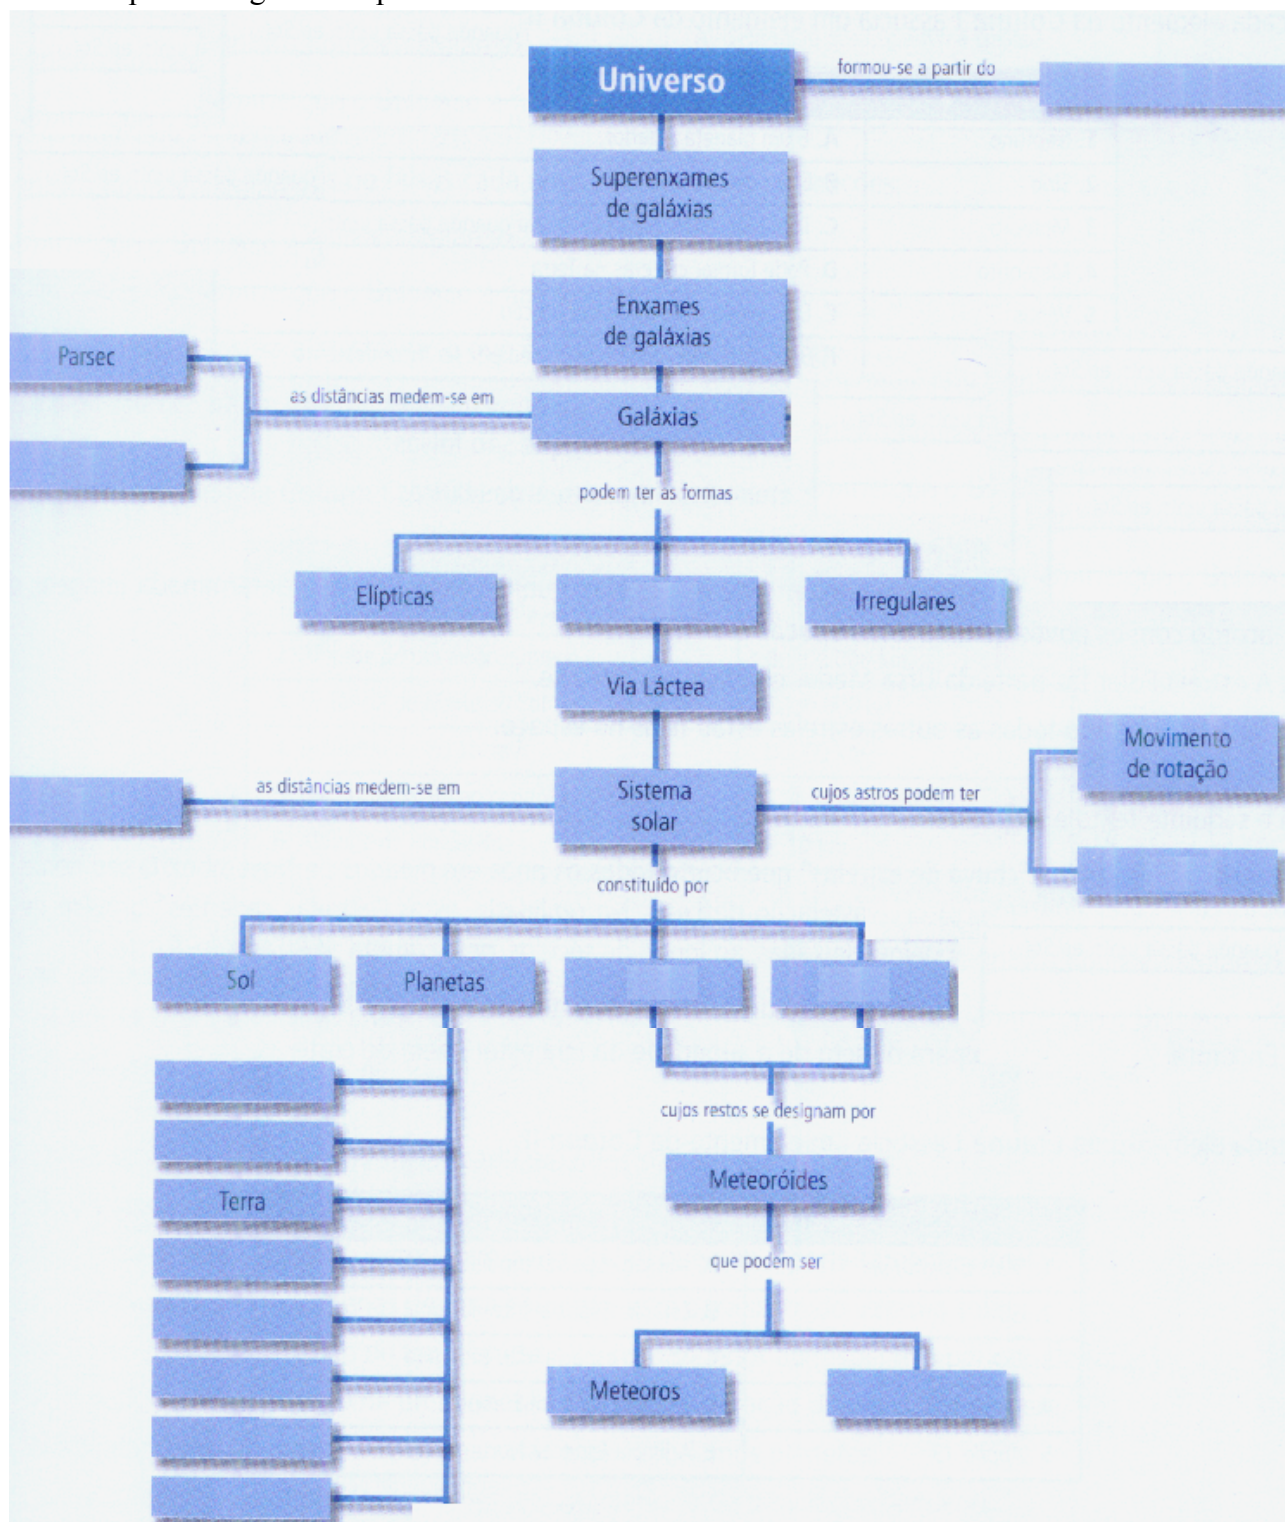 Universo
formou-se a partir do
Superenxames
de galáxias
Enxames
de galáxias
Parsec
as distâncias medem-se em
Galáxias
podem ter as formas
Elípticas
Irregulares
Via Láctea
Movimento
de rotação
as distâncias medem-se em
Sistema
solar
cujos astros podem ter
constituído por
Sol
Planetas
cujos restos se designam por
Meteoróides
Terra
que podem ser
Meteoros